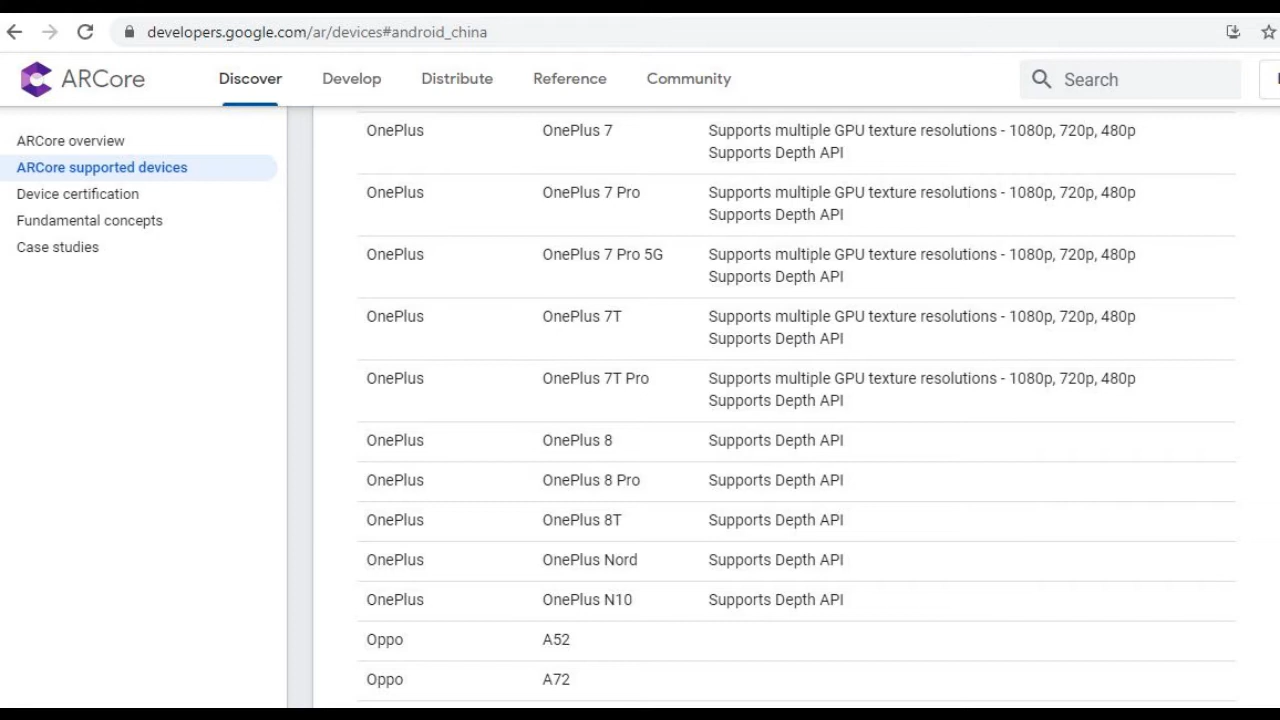 developers.google.com/ar/devices#android_china
ARCore Discover Develop Distribute Reference Community Search
ARCore overview
ARCore supported devices
Device certification
Fundamental concepts
Case studies
OnePlus OnePlus 7 Supports multiple GPU texture resolutions - 1080p, 720p, 480p
Supports Depth API
OnePlus OnePlus 7 Pro Supports multiple GPU texture resolutions - 1080p, 720p, 480p
Supports Depth API
OnePlus OnePlus 7 Pro 5G Supports multiple GPU texture resolutions - 1080p, 720p, 480p
Supports Depth API
OnePlus OnePlus 7T Supports multiple GPU texture resolutions - 1080p, 720p, 480p
Supports Depth API
OnePlus OnePlus 7T Pro Supports multiple GPU texture resolutions - 1080p, 720p, 480p
Supports Depth API
OnePlus OnePlus 8 Supports Depth API
OnePlus OnePlus 8 Pro Supports Depth API
OnePlus OnePlus 8T Supports Depth API
OnePlus OnePlus Nord Supports Depth API
OnePlus OnePlus N10 Supports Depth API
Oppo A52
Oppo A72